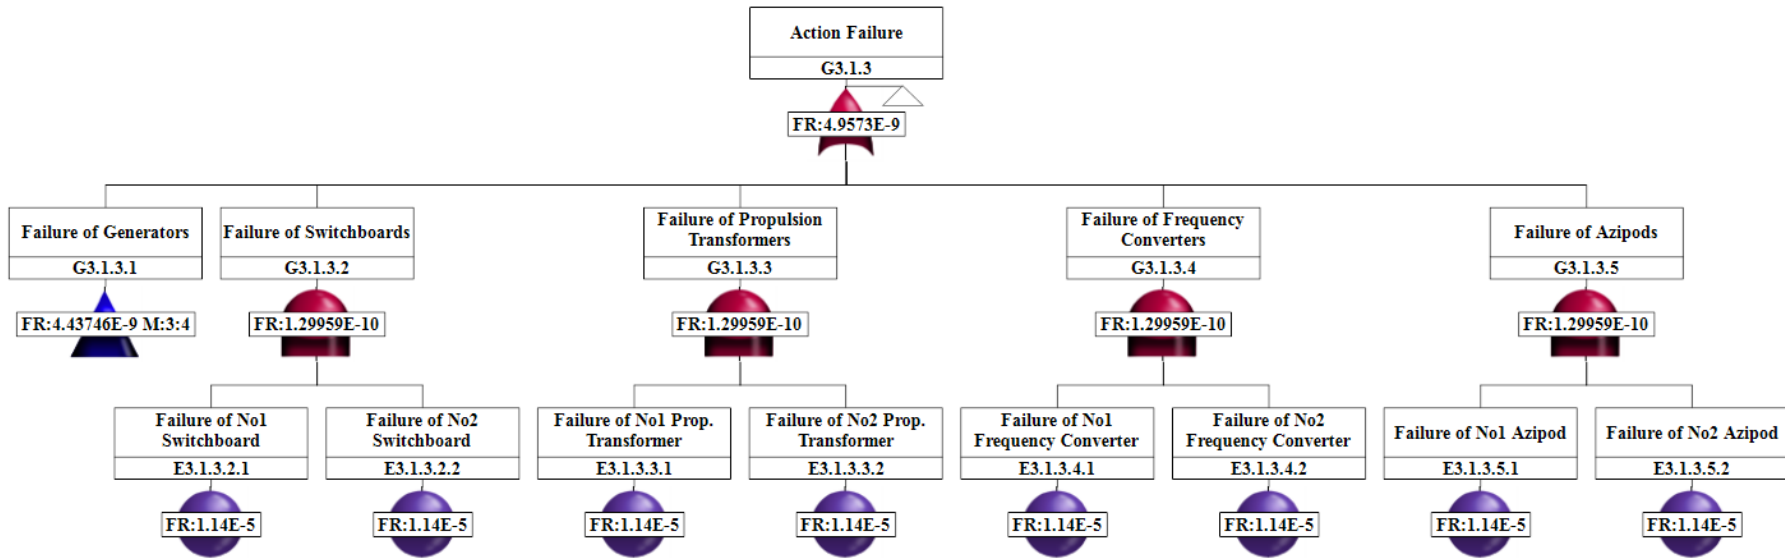 Action Failure
G3.1.3
FR:4.9573E-9
Failure of Generators
G3.1.3.1
FR:4.43746E-9 M:3:4
Failure of Switchboards
G3.1.3.2
FR:1.29959E-10
Failure of Propulsion
Transformers
G3.1.3.3
FR:1.29959E-10
Failure of Frequency
Converters
G3.1.3.4
FR:1.29959E-10
Failure of Azipods
G3.1.3.5
FR:1.29959E-10
Failure of No1
Switchboard
E3.1.3.2.1
FR:1.14E-5
Failure of No2
Switchboard
E3.1.3.2.2
FR:1.14E-5
Failure of No1 Prop.
Transformer
E3.1.3.3.1
FR:1.14E-5
Failure of No2 Prop.
Transformer
E3.1.3.3.2
FR:1.14E-5
Failure of No1
Frequency Converter
E3.1.3.4.1
FR:1.14E-5
Failure of No2
Frequency Converter
E3.1.3.4.2
FR:1.14E-5
Failure of No1 Azipod
E3.1.3.5.1
FR:1.14E-5
Failure of No2 Azipod
E3.1.3.5.2
FR:1.14E-5